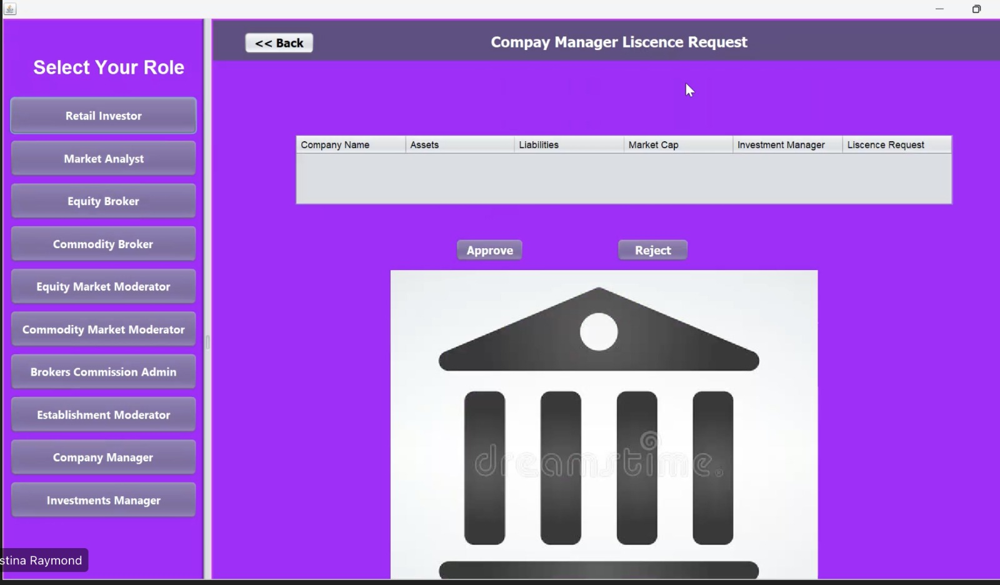 << Back
Compay Manager Liscence Request
Select Your Role
Retail Investor
Market Analyst
Equity Broker
Commodity Broker
Equity Market Moderator
Commodity Market Moderator
Brokers Commission Admin
Establishment Moderator
Company Manager
Investments Manager
Company Name Assets Liabilities Market Cap Investment Manager Liscence Request
Approve Reject
dreamstime®
stina Raymond